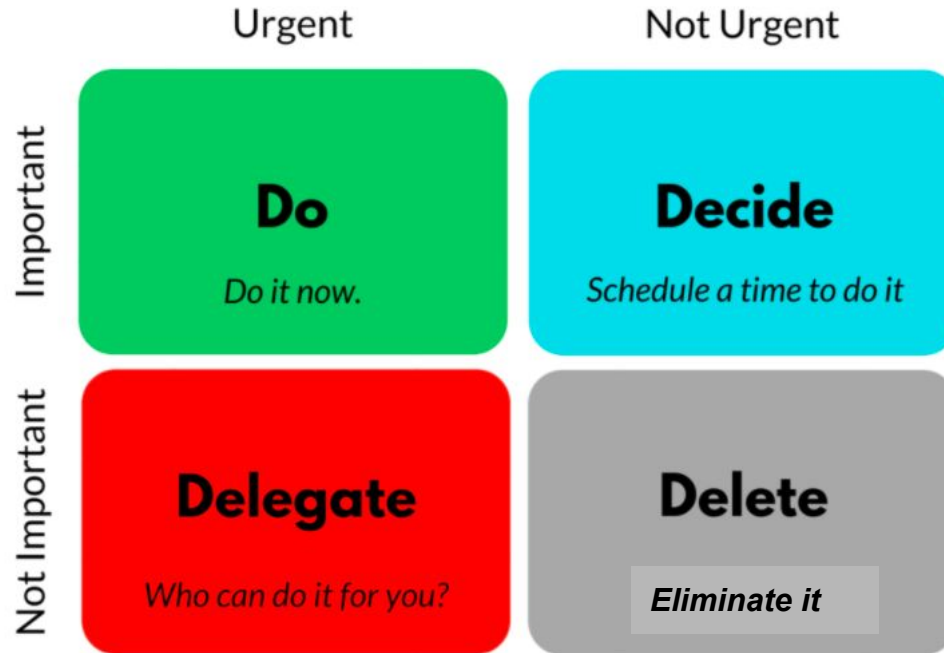 Urgent
Not Urgent
Important
Do
Do it now.
Decide
Schedule a time to do it
Not Important
Delegate
Who can do it for you?
Delete
Eliminate it